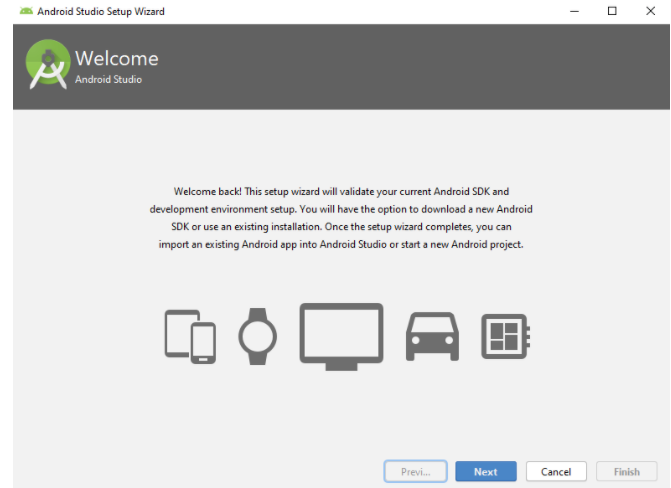 Android Studio Setup Wizard
Welcome
Android Studio
Welcome back! This setup wizard will validate your current Android SDK and
development environment setup. You will have the option to download a new Android
SDK or use an existing installation. Once the setup wizard completes, you can
import an existing Android app into Android Studio or start a new Android project.
Previ... Next Cancel Finish